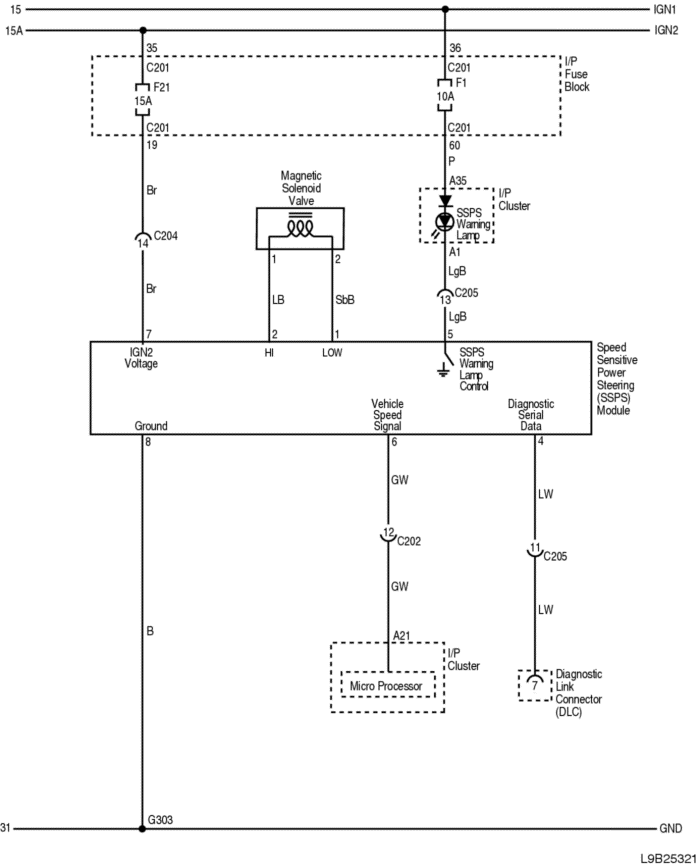 15 IGN1
15A IGN2
35 36
C201 C201
F21 F1
15A 10A
I/P
Fuse
Block
C201 C201
19 60
P
Br
Magnetic
Solenoid
Valve
A35
I/P
Cluster
SSPS
Warning
Lamp
14 C204
1 2
A1
LgB
Br
LB SbB
13 C205
LgB
7 2 1 5
IGN2
Voltage
HI LOW
SSPS
Warning
Lamp
Control
Speed
Sensitive
Power
Steering
(SSPS)
Module
Ground
Vehicle
Speed
Signal
Diagnostic
Serial
Data
8 6 4
GW
LW
12 C202
11 C205
GW
LW
B
A21
I/P
Cluster
Micro Processor
7
Diagnostic
Link
Connector
(DLC)
G303
31 GND
L9B25321